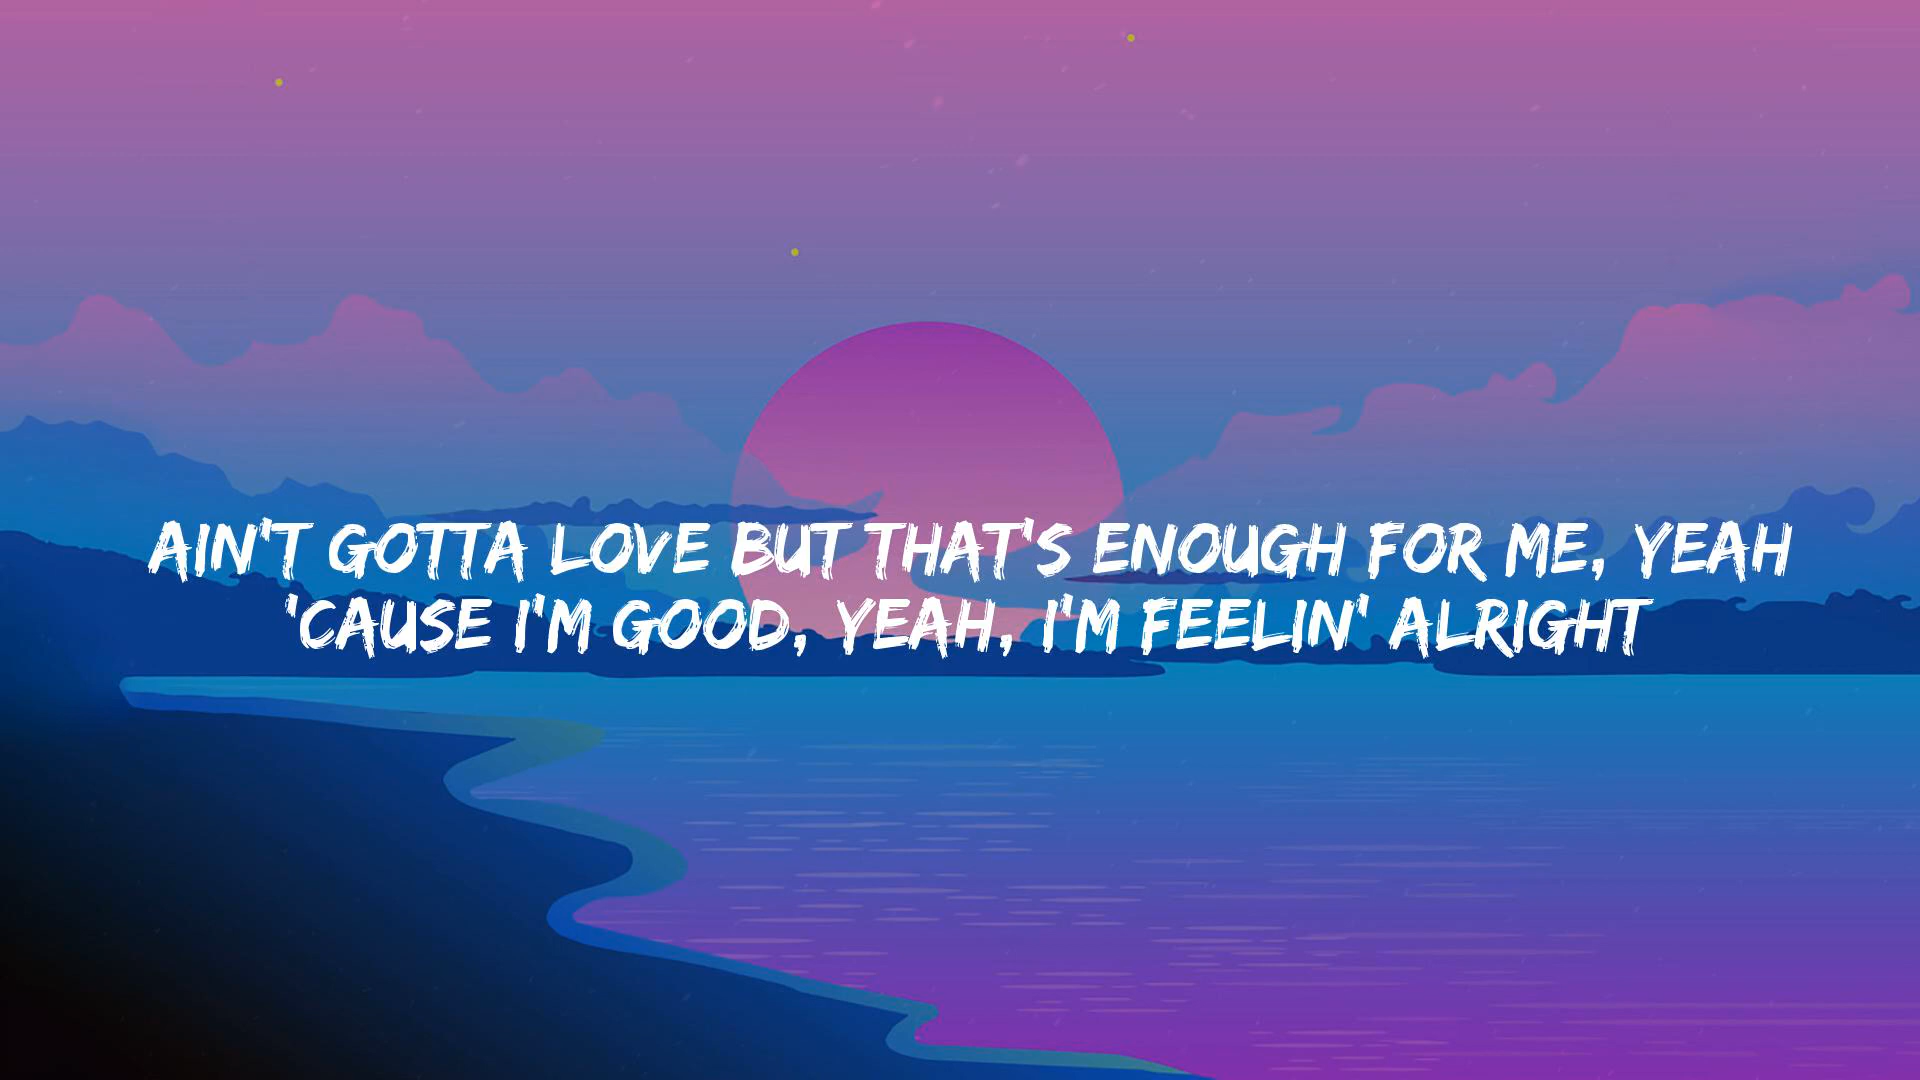 AIN'T GOTTA LOVE BUT THAT'S ENOUGH FOR ME, YEAH
'CAUSE I'M GOOD, YEAH, I'M FEELIN' ALRIGHT